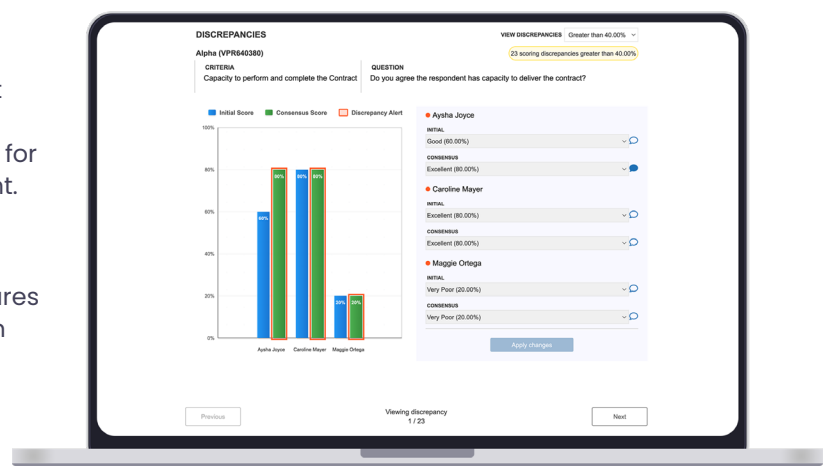 for
DISCREPANCIES
VIEW DISCREPANCIES Greater than 40.00%
Alpha (VPR640380)
23 scoring discrepancies greater than 40.00%
CRITERIA
Capacity to perform and complete the Contract
QUESTION
Do you agree the respondent has capacity to deliver the contract?
Initial Score Consensus Score Discrepancy Alert
100%
80%
60%
40%
20%
0%
60%
80%
80%
80%
20%
20%
Aysha Joyce Caroline Mayer Maggie Ortega
Aysha Joyce
INITIAL
Good (60.00%)
CONSENSUS
Excellent (80.00%)
Caroline Mayer
INITIAL
Excellent (80.00%)
CONSENSUS
Excellent (80.00%)
Maggie Ortega
INITIAL
Very Poor (20.00%)
CONSENSUS
Very Poor (20.00%)
Apply changes
Previous
Viewing discrepancy
1 / 23
Next